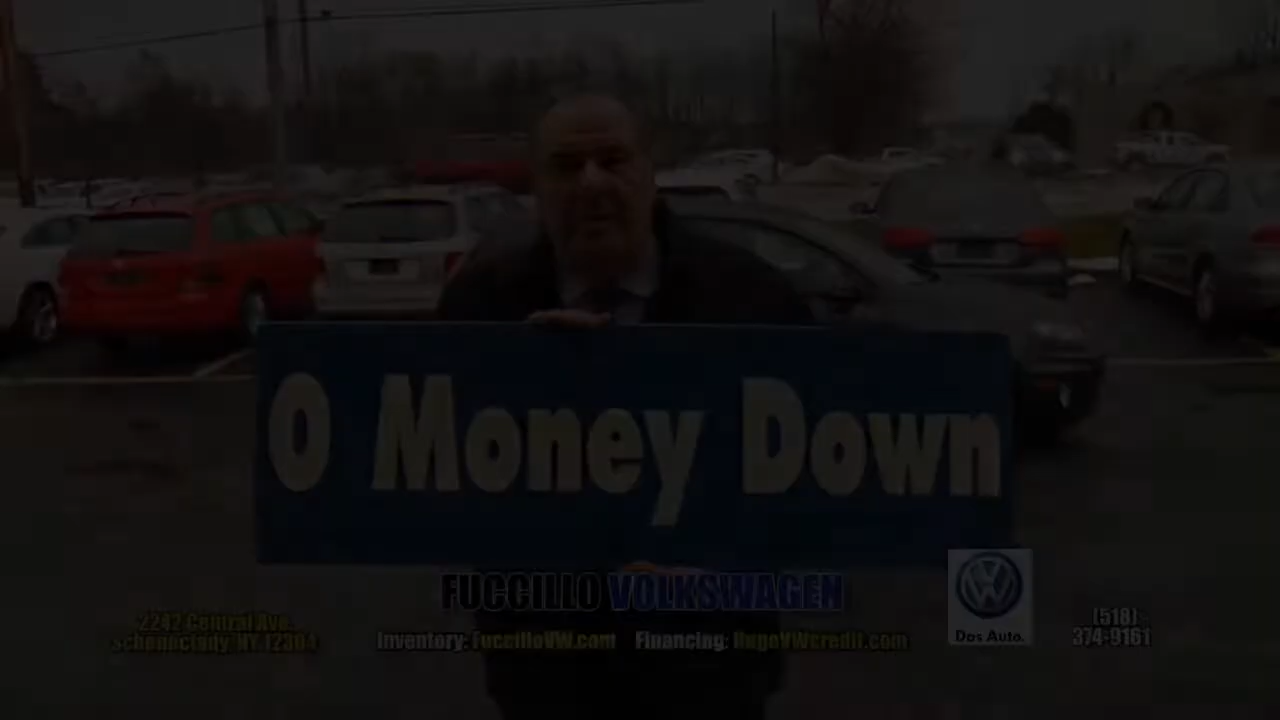 0 Money Down
FUCCILLO VOLKSWAGEN
2242 Central Ave.
Schenectady, NY 12304
Inventory: FuccilloVW.com Financing: HugeVWcredit.com
Das Auto.
(518)
374-9161